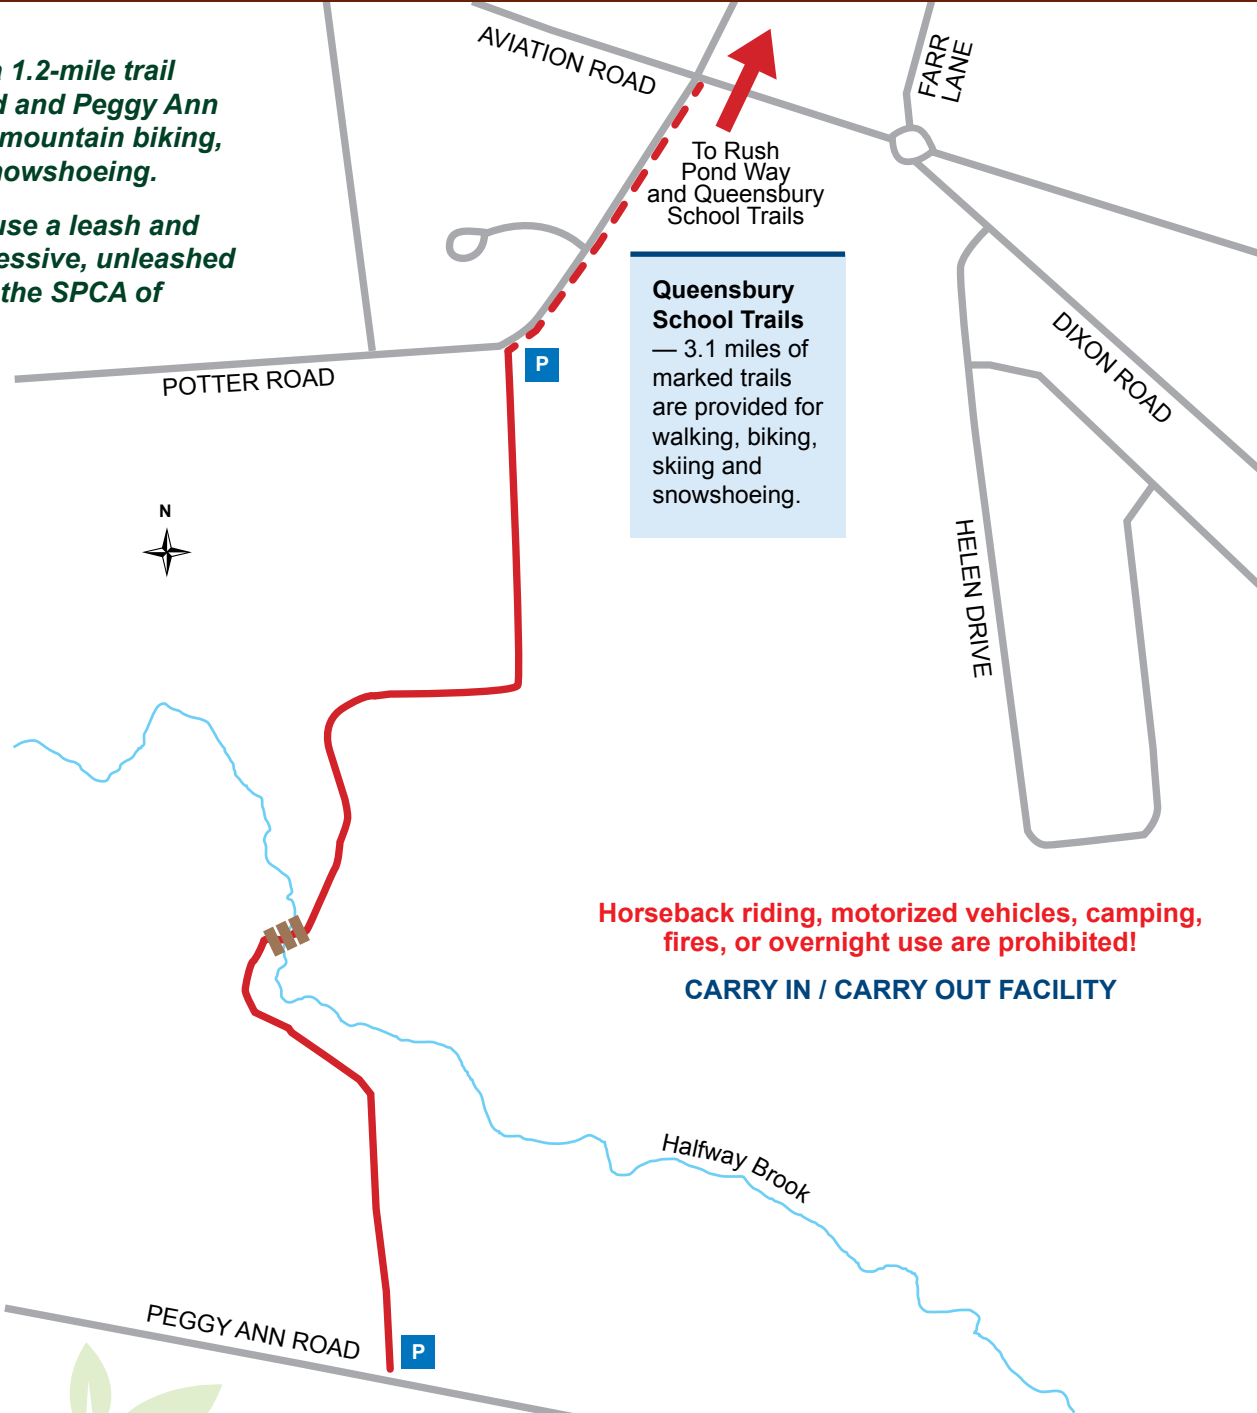 1.2-mile trail
and Peggy Ann
mountain biking,
snowshoeing.
use a leash and
unleashed
the SPCA of
AVIATION ROAD
FARR
LANE
To Rush
Pond Way
and Queensbury
School Trails
Queensbury
School Trails
— 3.1 miles of
marked trails
are provided for
walking, biking,
skiing and
snowshoeing.
DIXON ROAD
P
POTTER ROAD
N
HELEN DRIVE
Horseback riding, motorized vehicles, camping,
fires, or overnight use are prohibited!
CARRY IN / CARRY OUT FACILITY
Halfway Brook
PEGGY ANN ROAD
P